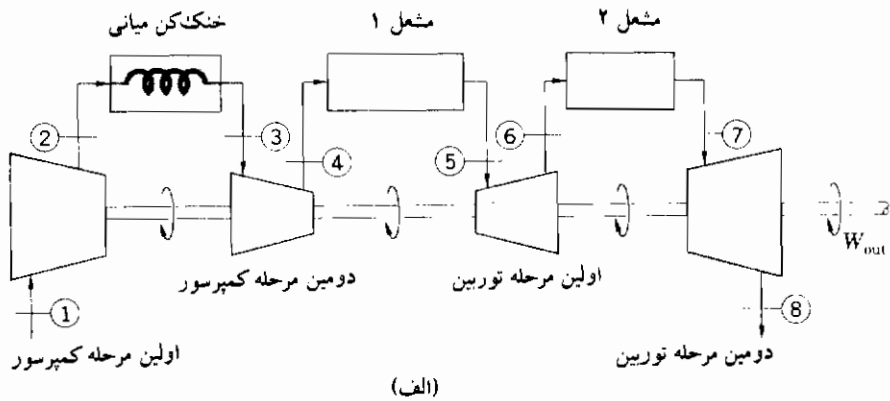 خنک‌کن میانی
مشعل ۱
مشعل ۲
2
3
4
5
6
7
W_out
دومین مرحله کمپرسور
اولین مرحله توربین
1
8
اولین مرحله کمپرسور
دومین مرحله توربین
(الف)